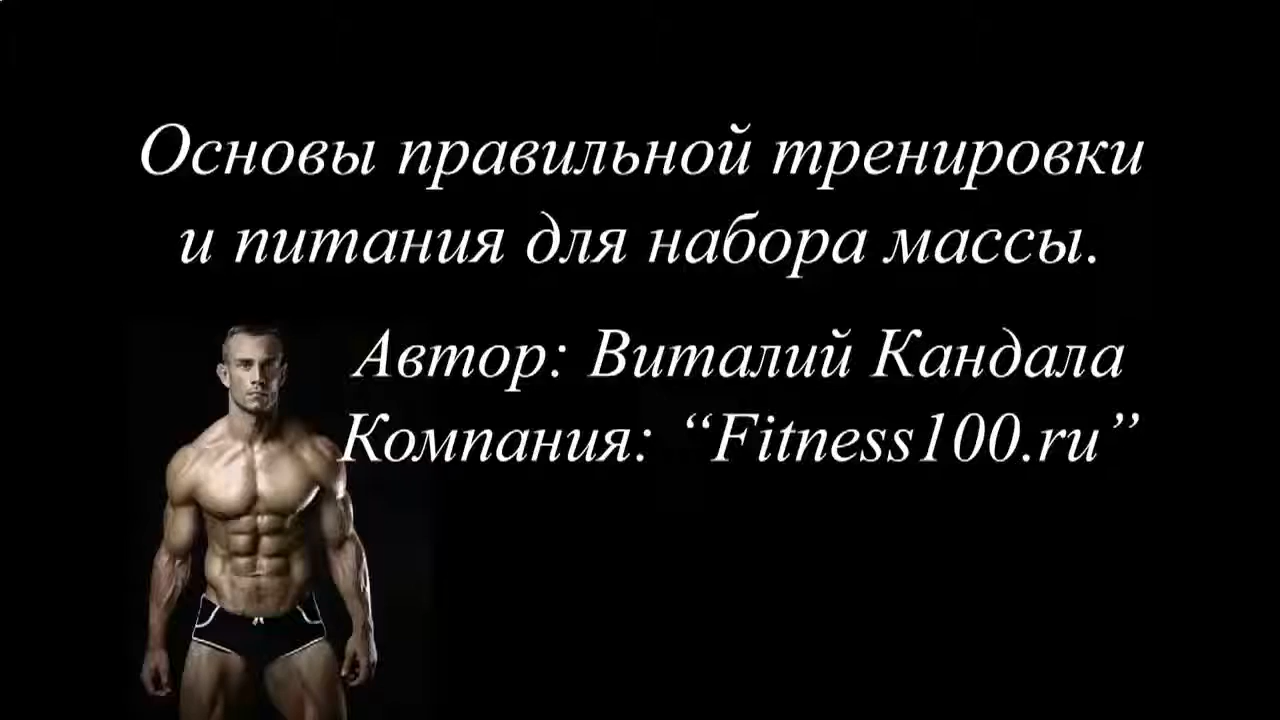 Основы правильной тренировки
и питания для набора массы.
Автор: Виталий Кандала
Компания: “Fitness100.ru”